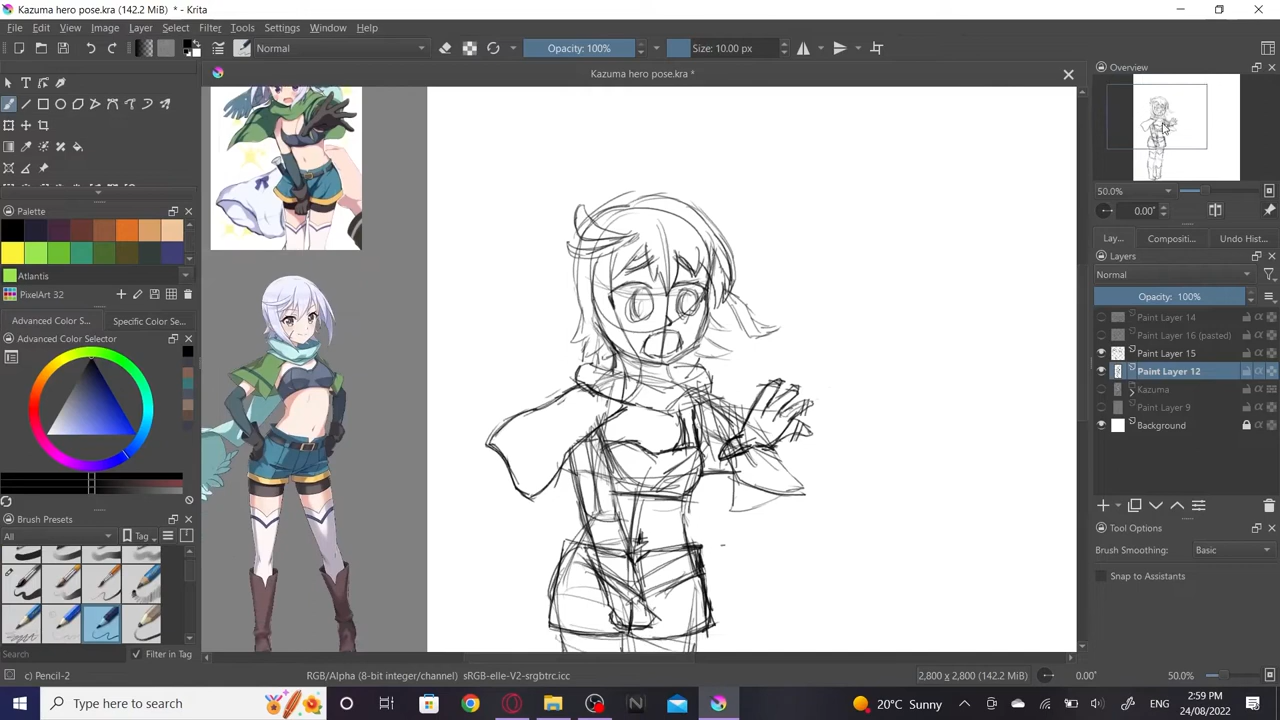 Kazuma hero pose.kra (142.2 MiB) * - Krita
File Edit View Image Layer Select Filter Tools Settings Window Help
Normal
Opacity: 100%
Size: 10.00 px
Kazuma hero pose.kra *
Overview
50.0%
0.00°
Palette
Atlantis
PixelArt 32
Advanced Color S...
Specific Color Se...
Advanced Color Selector
Brush Presets
All
Tag
Search
Filter in Tag
Lay...
Compositi...
Undo Hist...
Layers
Normal
Opacity: 100%
Paint Layer 14
Paint Layer 16 (pasted)
Paint Layer 15
Paint Layer 12
Kazuma
Paint Layer 9
Background
Tool Options
Brush Smoothing:
Basic
Snap to Assistants
c) Pencil-2
RGB/Alpha (8-bit integer/channel) sRGB-elle-V2-srgbtrc.icc
2,800 x 2,800 (142.2 MiB)
0.00°
50.0%
Type here to search
20°C Sunny
ENG
2:59 PM
24/08/2022